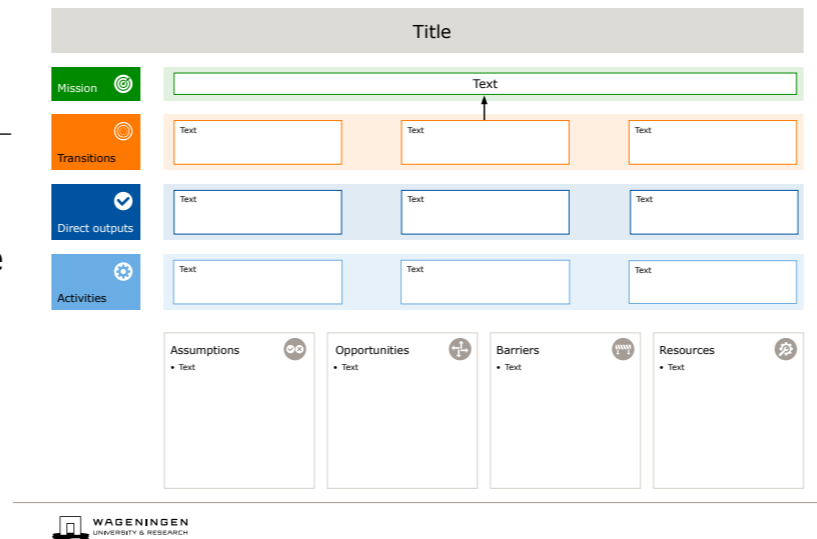 Title
Mission
Text
Transitions
Text
Text
Text
e
Direct outputs
Text
Text
Text
Activities
Text
Text
Text
Assumptions
• Text
Opportunities
• Text
Barriers
• Text
Resources
• Text
WAGENINGEN
UNIVERSITY & RESEARCH